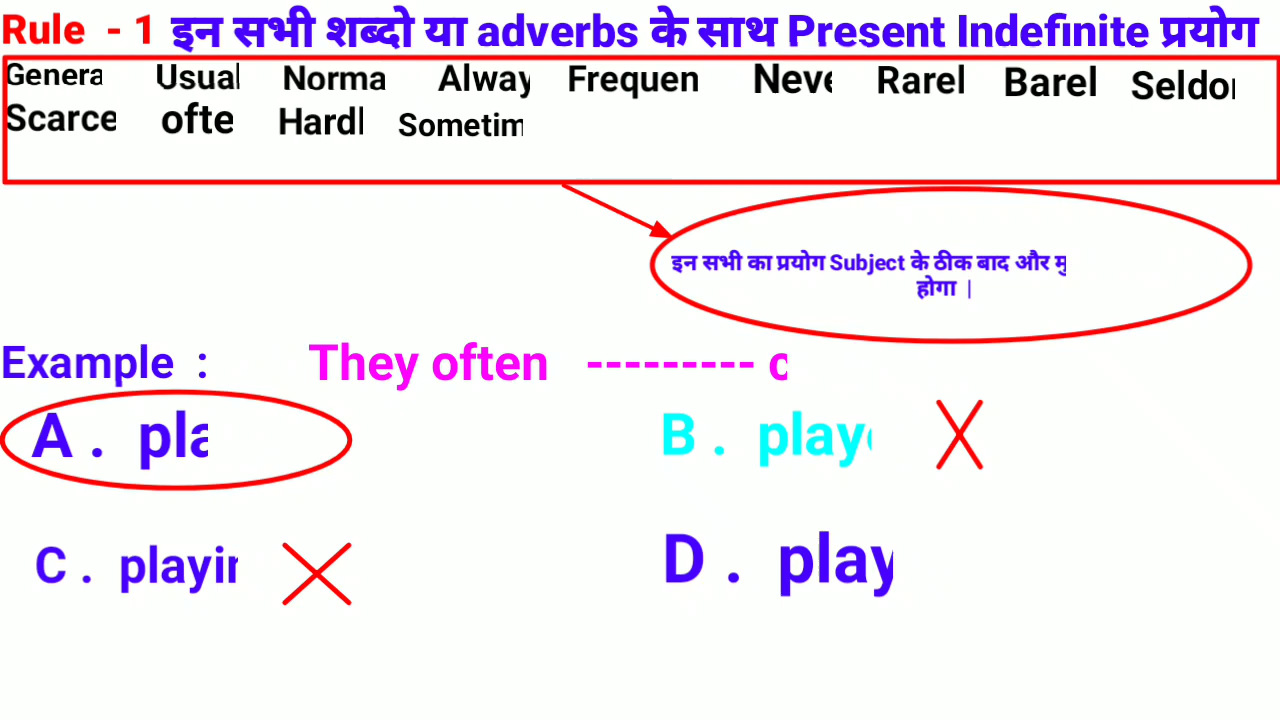 Rule - 1 इन सभी शब्दो या adverbs के साथ Present Indefinite प्रयोग
Genera Usual Norma Alway Frequen Neve Rarel Barel Seldo
Scarce ofte Hardl Sometim
इन सभी का प्रयोग Subject के ठीक बाद और मु
होगा |
Example : They often --------- c
A . pla
B . play
C . playi
D . play